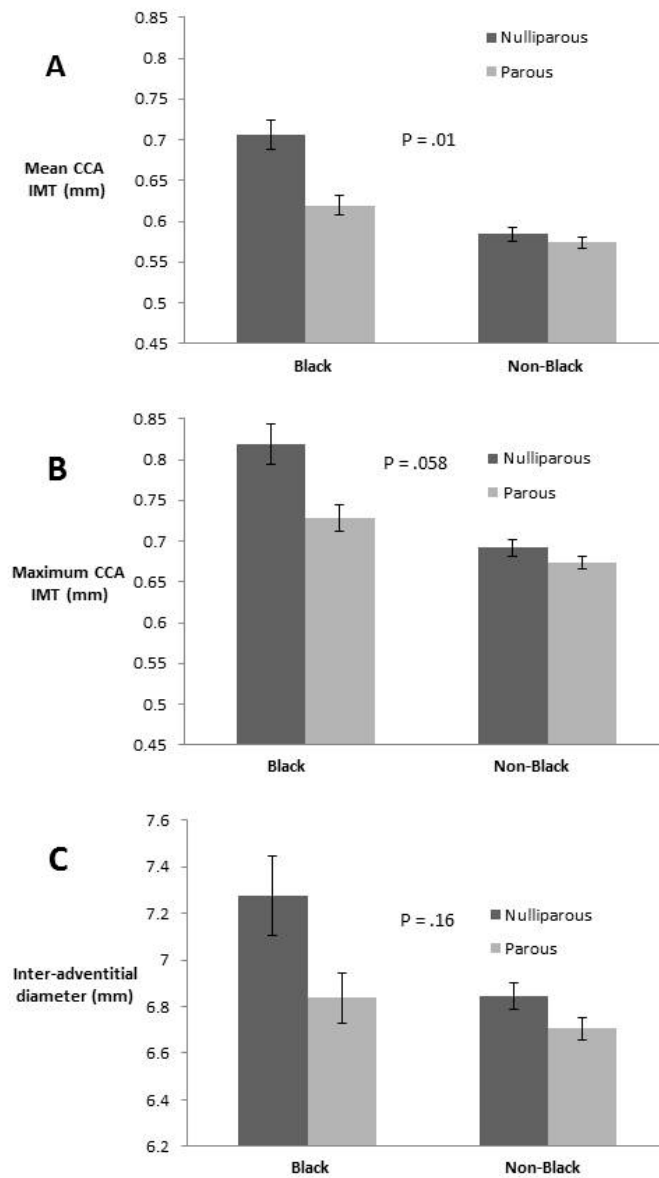 A
Mean CCA
IMT (mm)
0.85
0.8
0.75
0.7
0.65
0.6
0.55
0.5
0.45
Nulliparous
Parous
P = .01
Black
Non-Black
B
Maximum CCA
IMT (mm)
0.85
0.8
0.75
0.7
0.65
0.6
0.55
0.5
0.45
P = .058
Nulliparous
Parous
Black
Non-Black
C
Inter-adventitial
diameter (mm)
7.6
7.4
7.2
7
6.8
6.6
6.4
6.2
P = .16
Nulliparous
Parous
Black
Non-Black